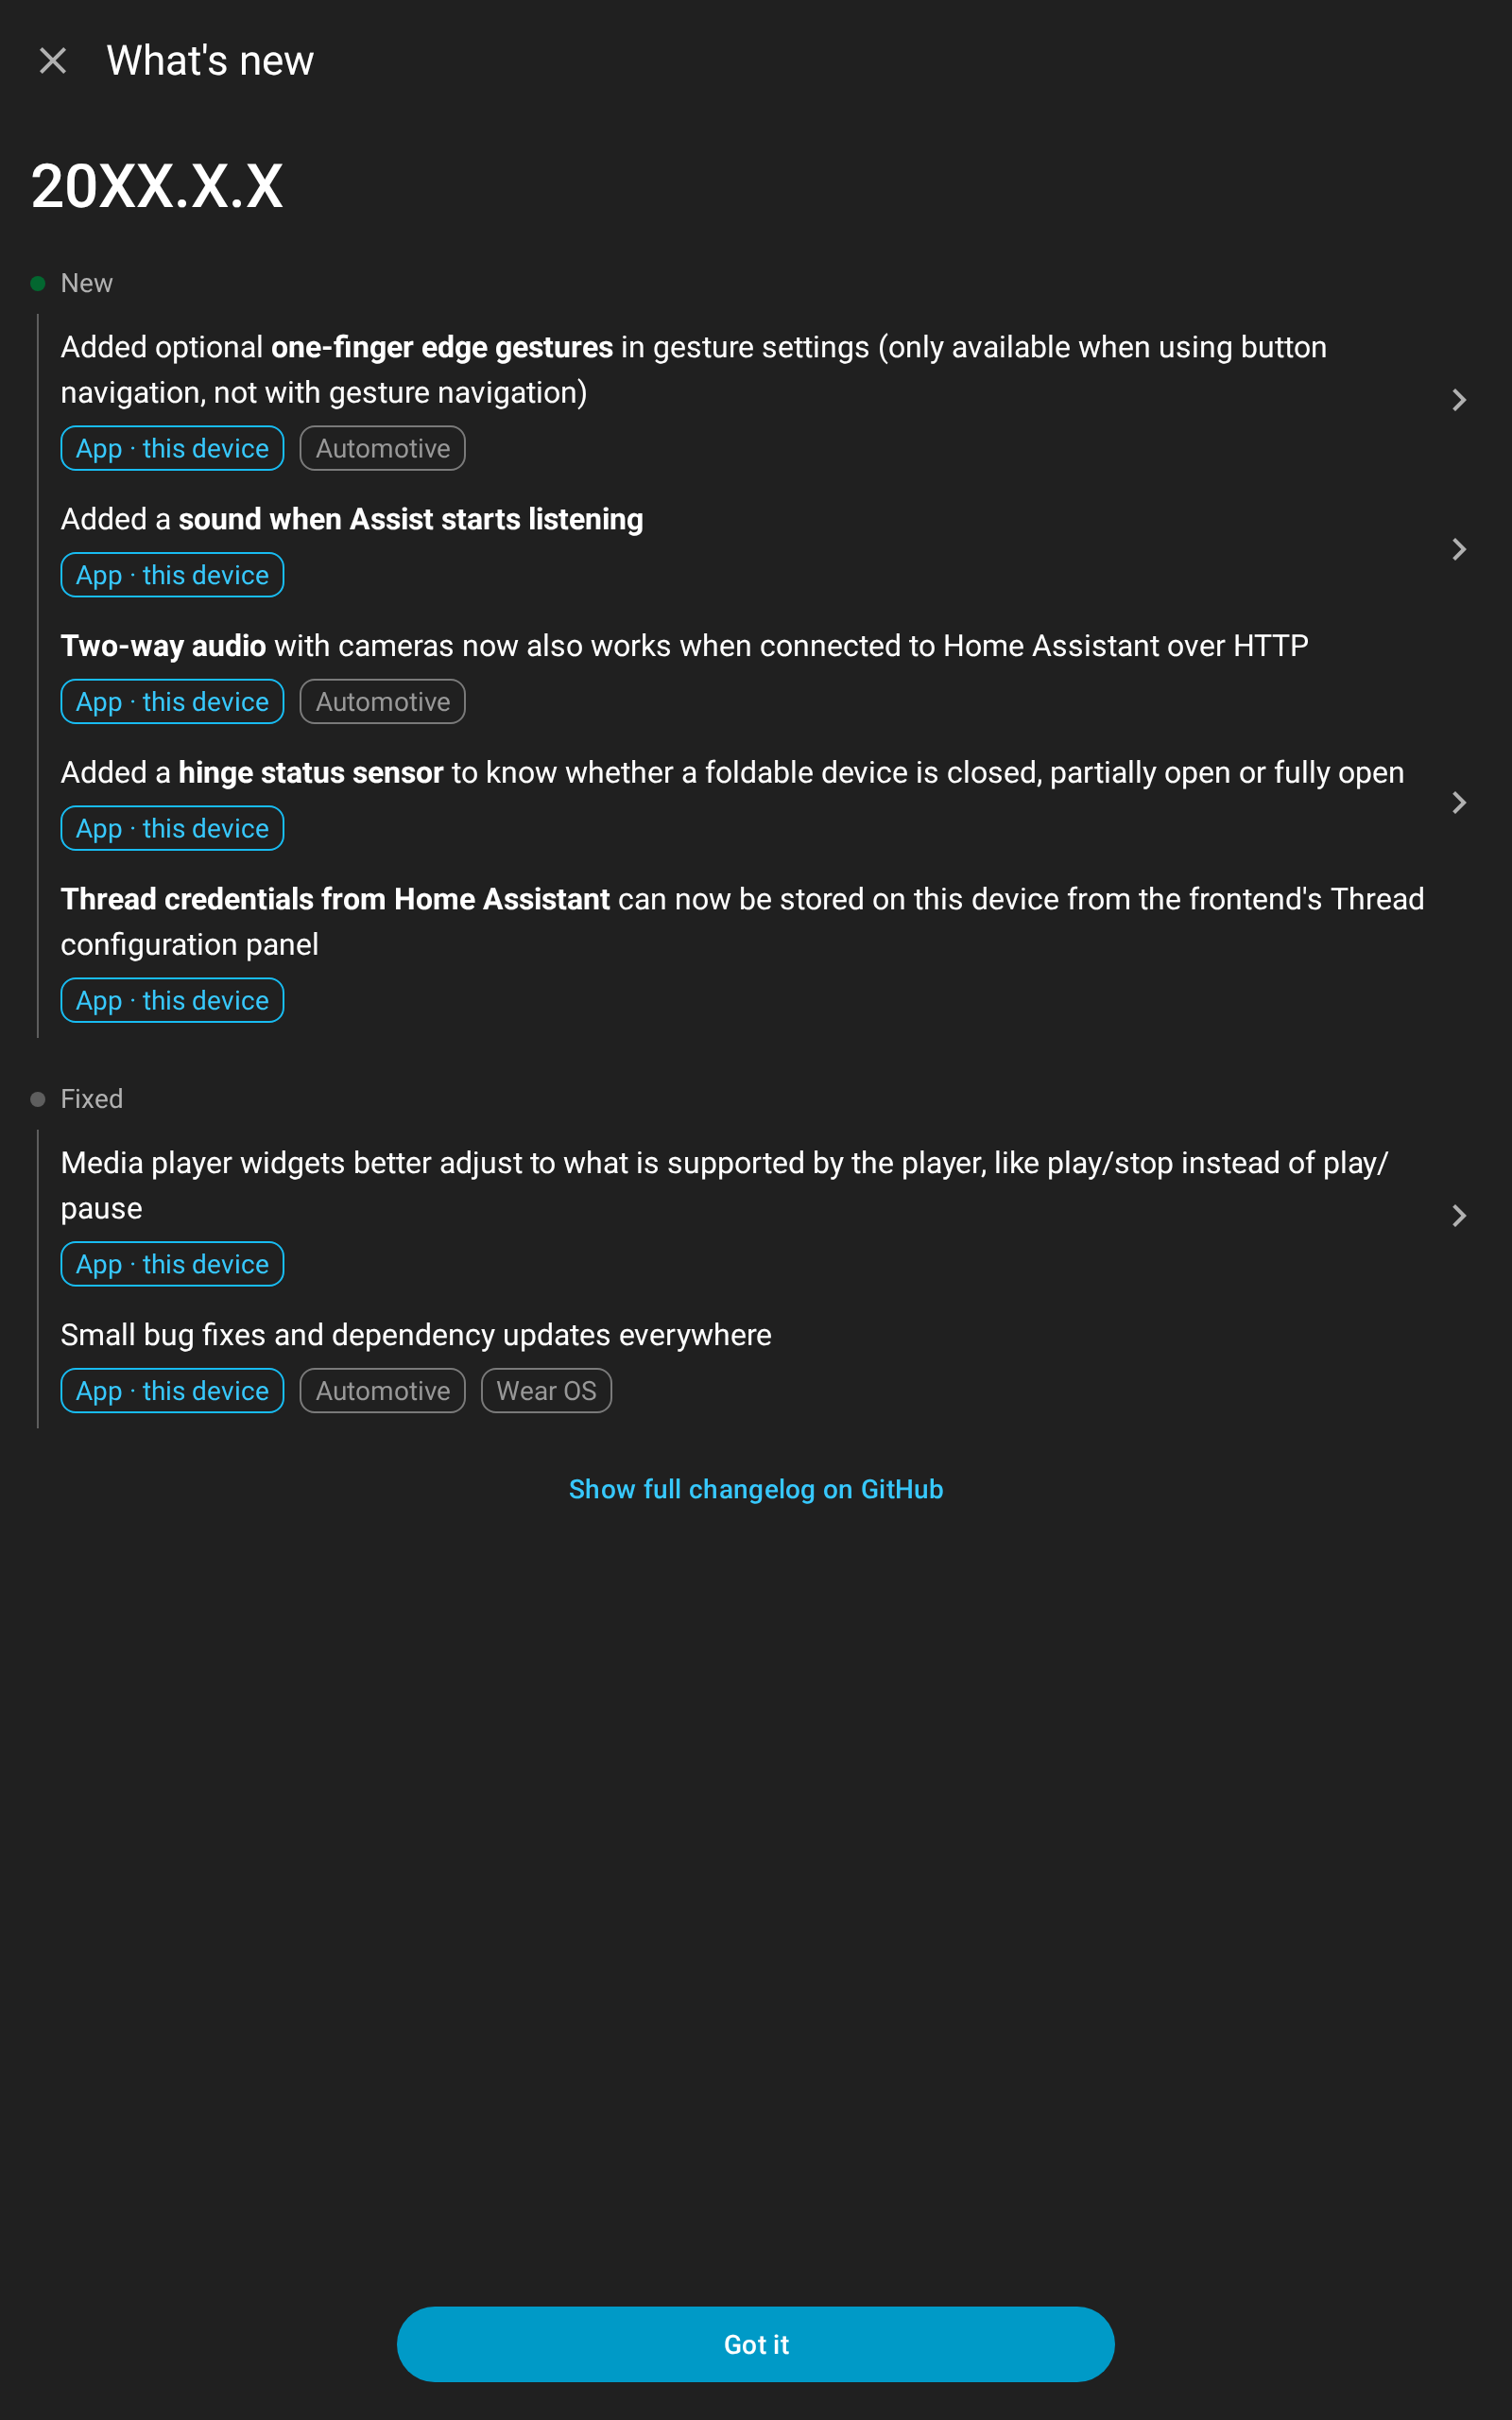 What's new
20XX.X.X
New
Added optional one-finger edge gestures in gesture settings (only available when using button
navigation, not with gesture navigation)
App · this device Automotive
Added a sound when Assist starts listening
App · this device
Two-way audio with cameras now also works when connected to Home Assistant over HTTP
App · this device Automotive
Added a hinge status sensor to know whether a foldable device is closed, partially open or fully open
App · this device
Thread credentials from Home Assistant can now be stored on this device from the frontend's Thread
configuration panel
App · this device
Fixed
Media player widgets better adjust to what is supported by the player, like play/stop instead of play/
pause
App · this device
Small bug fixes and dependency updates everywhere
App · this device Automotive Wear OS
Show full changelog on GitHub
Got it